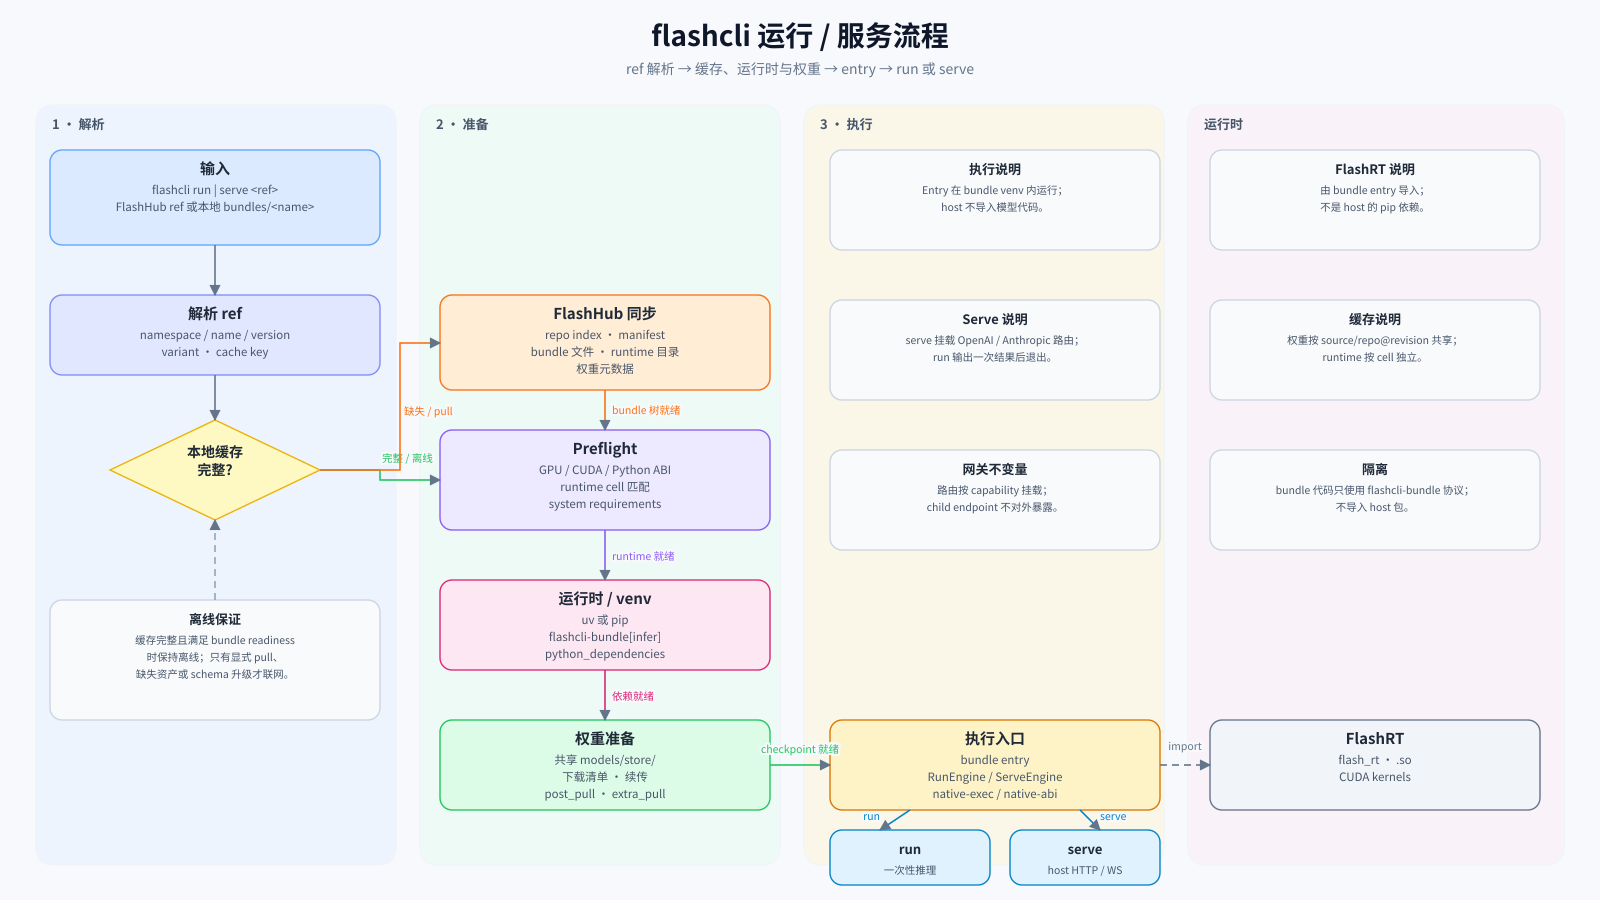 flashcli 运行 / 服务流程
ref 解析 → 缓存、运行时与权重 → entry → run 或 serve
1 · 解析
输入
flashcli run | serve <ref>
FlashHub ref 或本地 bundles/<name>
解析 ref
namespace / name / version
variant · cache key
本地缓存
完整?
缺失 / pull
完整 / 离线
离线保证
缓存完整且满足 bundle readiness
时保持离线；只有显式 pull、
缺失资产或 schema 升级才联网。
2 · 准备
FlashHub 同步
repo index · manifest
bundle 文件 · runtime 目录
权重元数据
bundle 树就绪
Preflight
GPU / CUDA / Python ABI
runtime cell 匹配
system requirements
runtime 就绪
运行时 / venv
uv 或 pip
flashcli-bundle[infer]
python_dependencies
依赖就绪
权重准备
共享 models/store/
下载清单 · 续传
post_pull · extra_pull
checkpoint 就绪
3 · 执行
执行说明
Entry 在 bundle venv 内运行；
host 不导入模型代码。
Serve 说明
serve 挂载 OpenAI / Anthropic 路由；
run 输出一次结果后退出。
网关不变量
路由按 capability 挂载；
child endpoint 不对外暴露。
执行入口
bundle entry
RunEngine / ServeEngine
native-exec / native-abi
run
serve
run
一次性推理
serve
host HTTP / WS
import
运行时
FlashRT 说明
由 bundle entry 导入；
不是 host 的 pip 依赖。
缓存说明
权重按 source/repo@revision 共享；
runtime 按 cell 独立。
隔离
bundle 代码只使用 flashcli-bundle 协议；
不导入 host 包。
FlashRT
flash_rt · .so
CUDA kernels